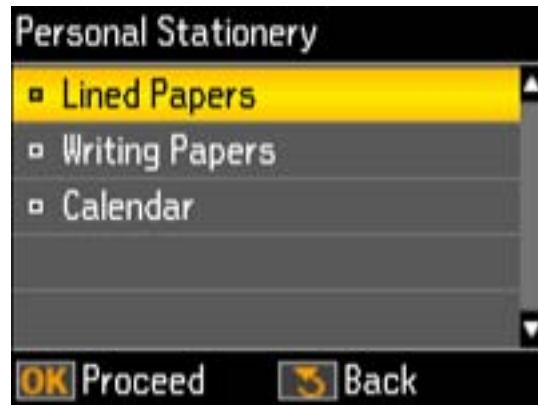 Personal Stationery
Lined Papers
Writing Papers
Calendar
OK Proceed Back